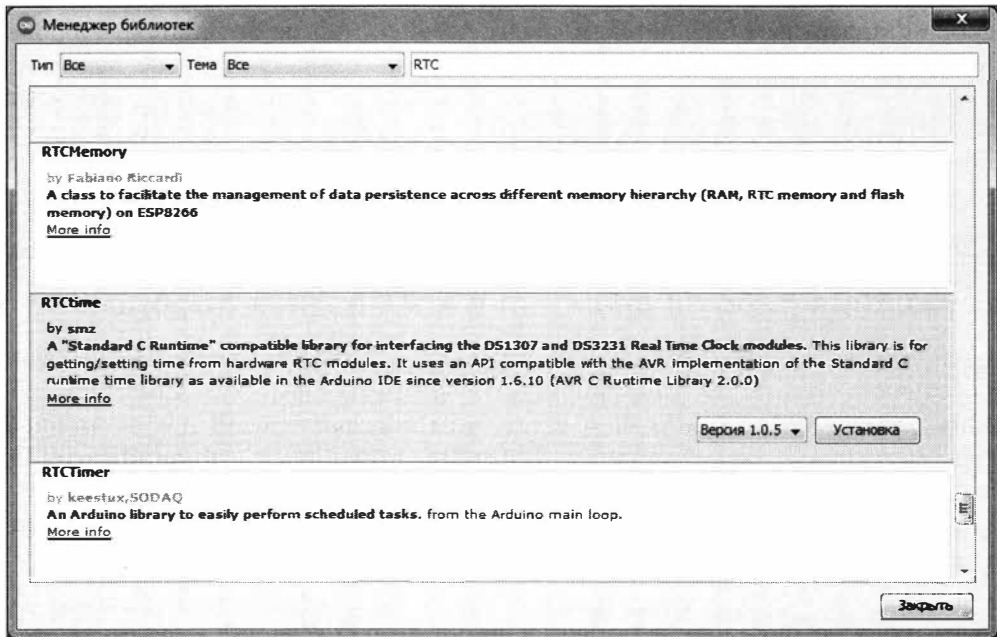 Менеджер библиотек
x
Тип Все Тема Все RTC
RTCMemory
by Fabiano Riccardi
A class to facilitate the management of data persistence across different memory hierarchy (RAM, RTC memory and flash
memory) on ESP8266
More info
RTCtime
by smz
A "Standard C Runtime" compatible library for interfacing the DS1307 and DS3231 Real Time Clock modules. This library is for
getting/setting time from hardware RTC modules. It uses an API compatible with the AVR implementation of the Standard C
runtime time library as available in the Arduino IDE since version 1.6.10 (AVR C Runtime Library 2.0.0)
More info
Версия 1.0.5 Установка
RTCTimer
by keestux,SODAQ
An Arduino library to easily perform scheduled tasks. from the Arduino main loop.
More info
Закрыть